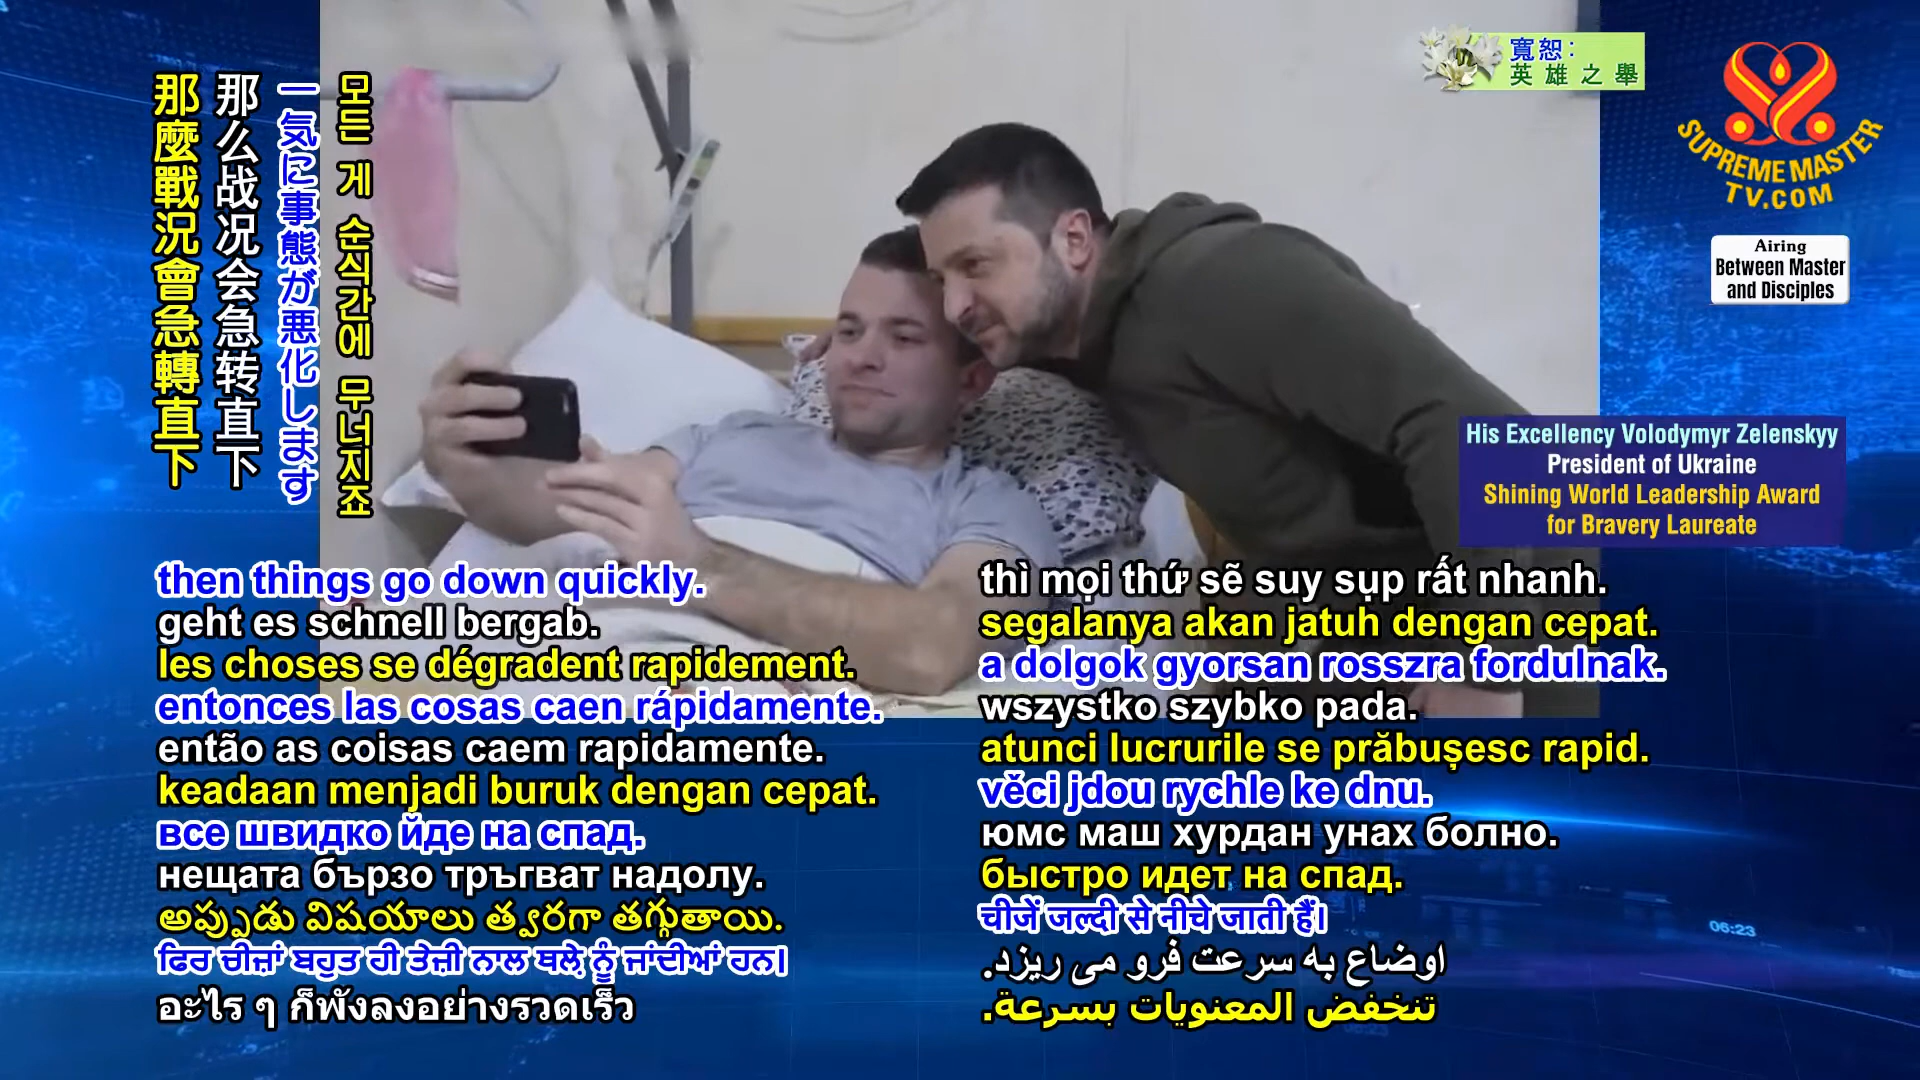 那麼戰況會急轉直下
那么战况会急转直下
一気に事態が悪化します
모든 게 순식간에 무너지죠
寬恕：
英雄之舉
SUPREME MASTER
TV.COM
Airing
Between Master
and Disciples
His Excellency Volodymyr Zelenskyy
President of Ukraine
Shining World Leadership Award
for Bravery Laureate
then things go down quickly.
geht es schnell bergab.
les choses se dégradent rapidement.
entonces las cosas caen rápidamente.
então as coisas caem rapidamente.
keadaan menjadi buruk dengan cepat.
все швидко йде на спад.
нещата бързо тръгват надолу.
అప్పుడు విషయాలు త్వరగా తగ్గుతాయి.
ਫਿਰ ਚੀਜ਼ਾਂ ਬਹੁਤ ਹੀ ਤੇਜ਼ੀ ਨਾਲ ਥਲੇ ਨੂੰ ਜਾਂਦੀਆਂ ਹਨ।
อะไร ๆ ก็พังลงอย่างรวดเร็ว
thì mọi thứ sẽ suy sụp rất nhanh.
segalanya akan jatuh dengan cepat.
a dolgok gyorsan rosszra fordulnak.
wszystko szybko pada.
atunci lucrurile se prăbușesc rapid.
věci jdou rychle ke dnu.
юмс маш хурдан унах болно.
быстро идет на спад.
चीजें जल्दी से नीचे जाती हैं।
اوضاع به سرعت فرو می ریزد.
تنخفض المعنويات بسرعة.
06:23